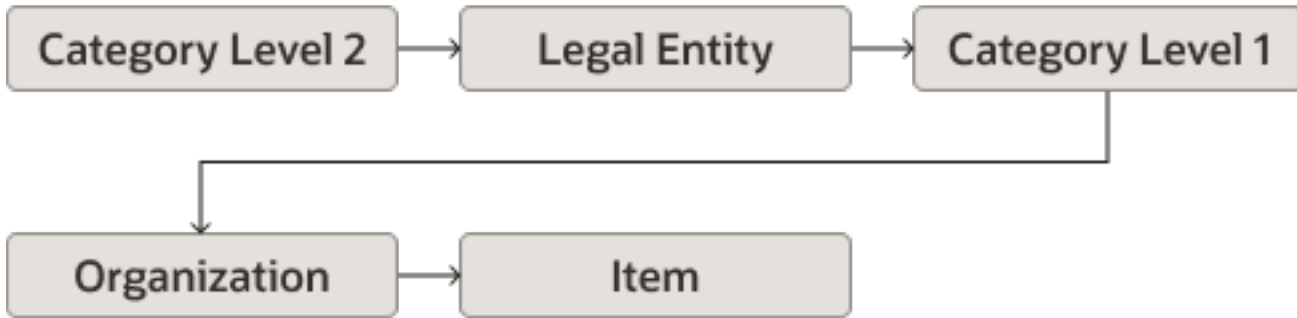 Category Level 2
Legal Entity
Category Level 1
Organization
Item